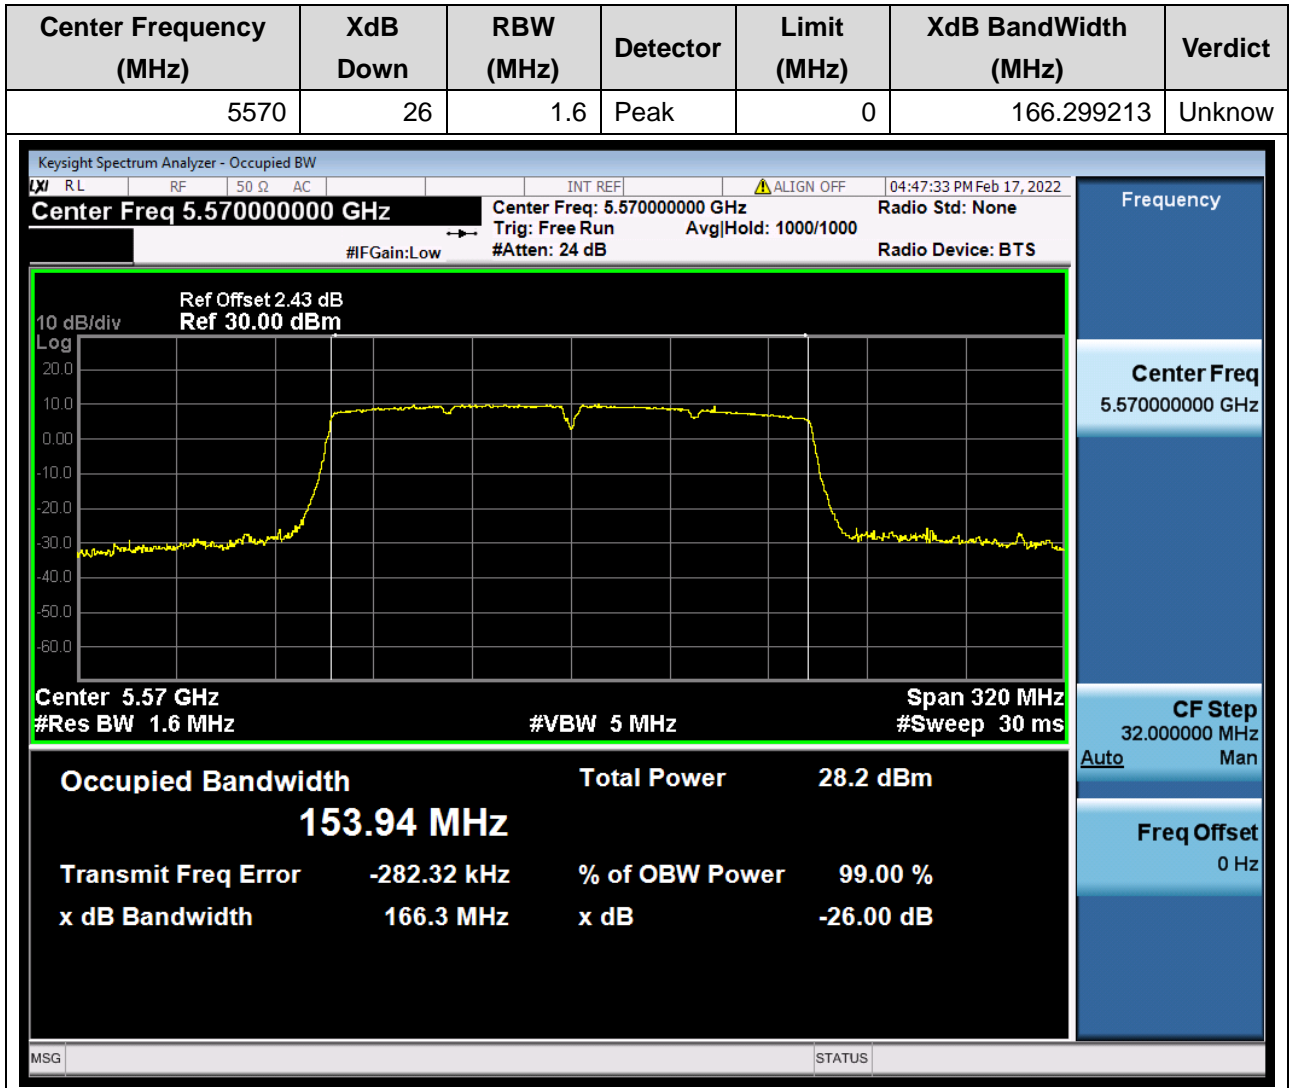 Center Frequency (MHz) XdB Down RBW (MHz) Detector Limit (MHz) XdB BandWidth (MHz) Verdict
5570 26 1.6 Peak 0 166.299213 Unknow
Keysight Spectrum Analyzer - Occupied BW
LXI RL RF 50 Ω AC INT REF ALIGN OFF 04:47:33 PM Feb 17, 2022
Center Freq 5.570000000 GHz
Center Freq: 5.570000000 GHz
Radio Std: None
Trig: Free Run Avg|Hold: 1000/1000
#IFGain:Low #Atten: 24 dB Radio Device: BTS
Frequency
Ref Offset 2.43 dB
10 dB/div Ref 30.00 dBm
Log
20.0
10.0
0.00
-10.0
-20.0
-30.0
-40.0
-50.0
-60.0
Center 5.57 GHz Span 320 MHz
#Res BW 1.6 MHz #VBW 5 MHz #Sweep 30 ms
Center Freq
5.570000000 GHz
CF Step
32.000000 MHz
Auto Man
Freq Offset
0 Hz
Occupied Bandwidth Total Power 28.2 dBm
153.94 MHz
Transmit Freq Error -282.32 kHz % of OBW Power 99.00 %
x dB Bandwidth 166.3 MHz x dB -26.00 dB
MSG STATUS